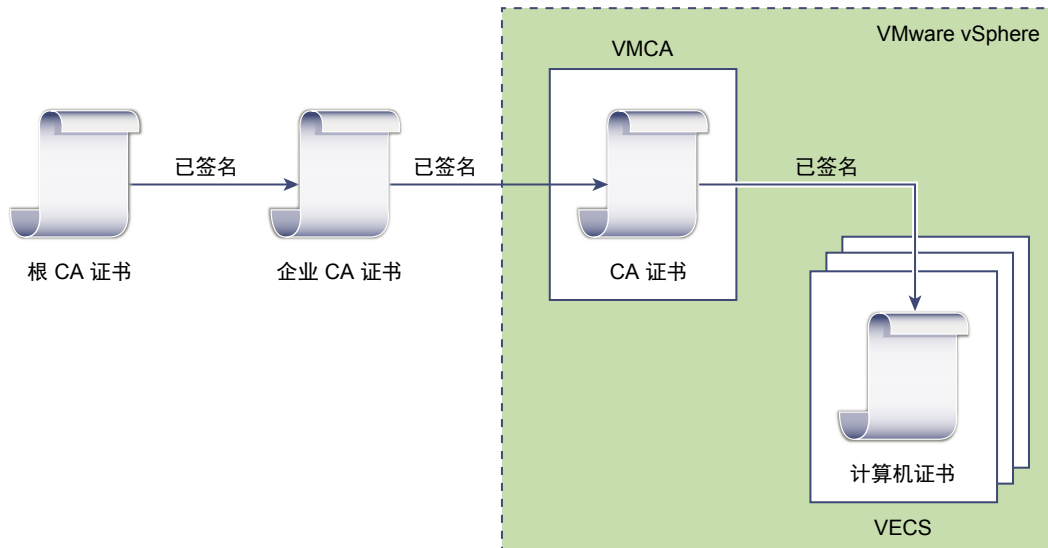 VMware vSphere
VMCA
已签名
已签名
已签名
根 CA 证书
企业 CA 证书
CA 证书
计算机证书
VECS